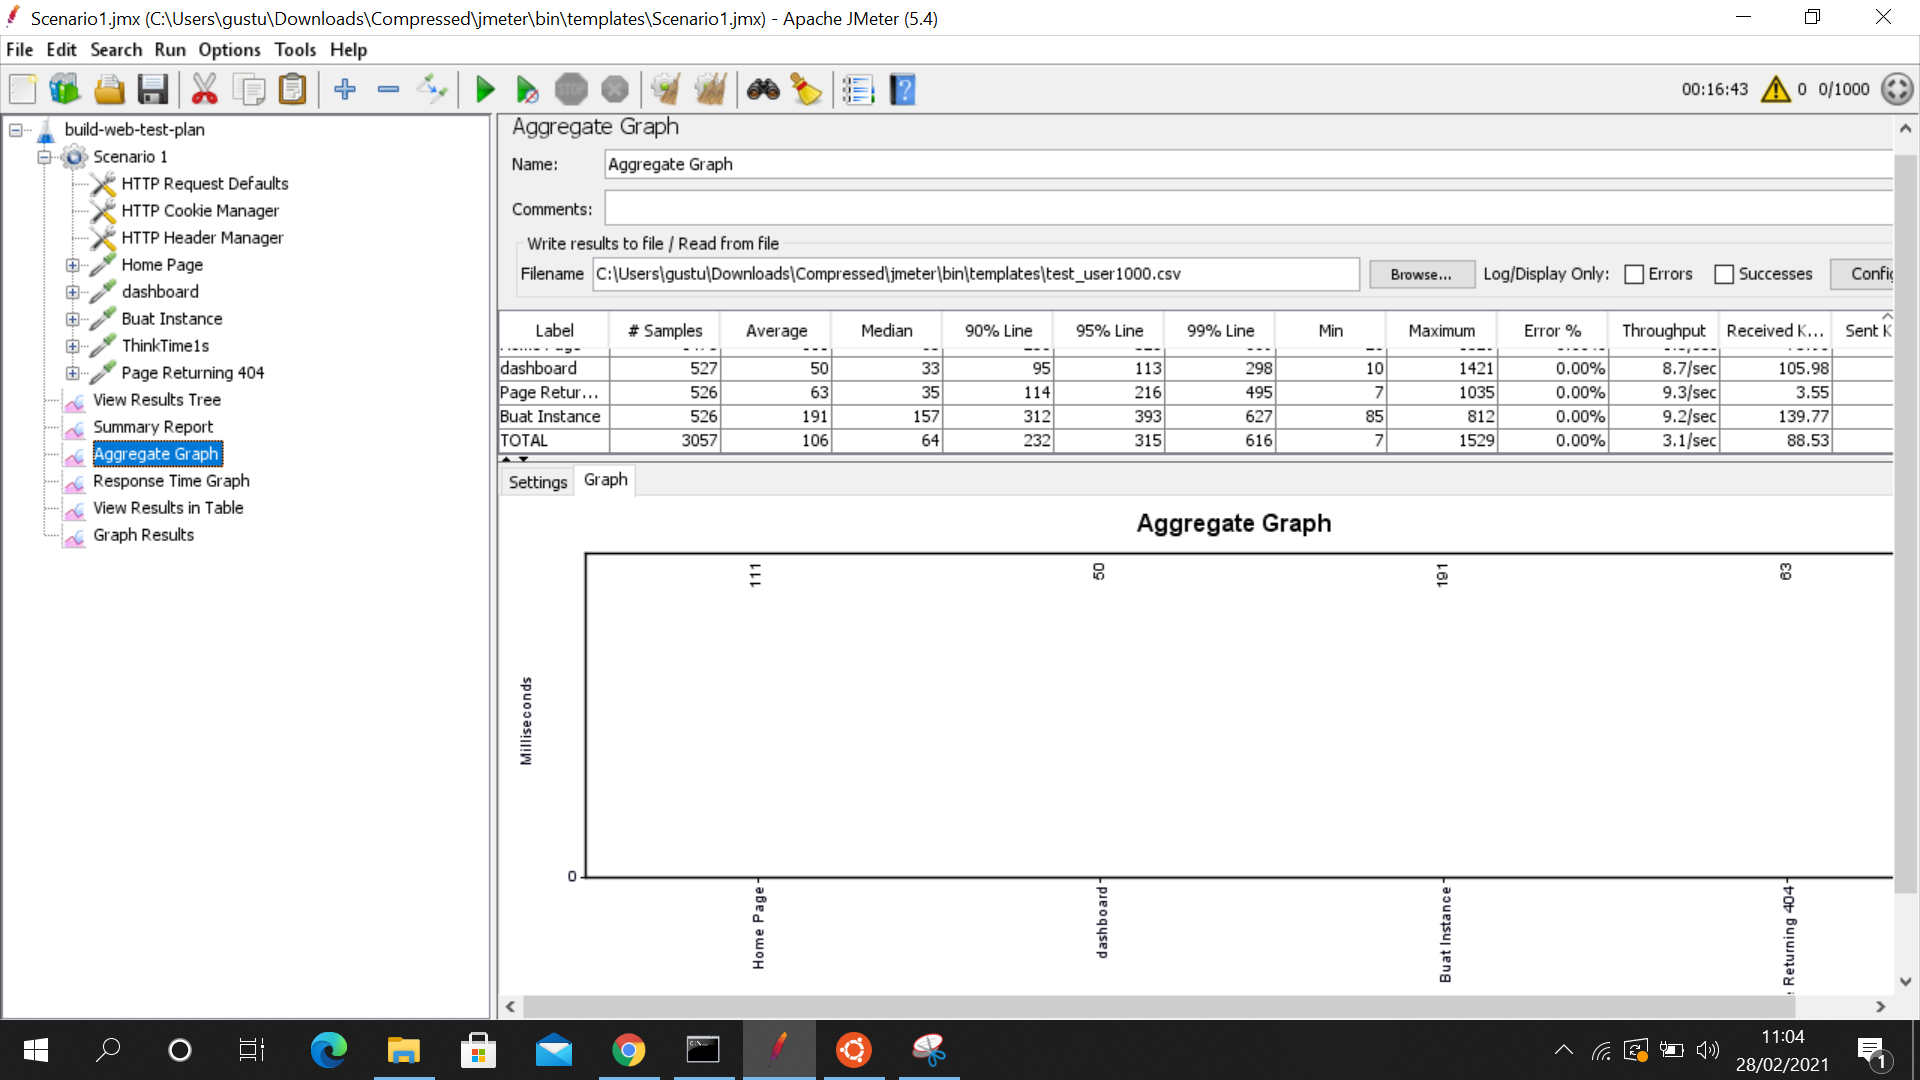 Scenario1.jmx (C:\Users\gustu\Downloads\Compressed\jmeter\bin\templates\Scenario1.jmx) - Apache JMeter (5.4)
File Edit Search Run Options Tools Help
STOP
00:16:43 0 0/1000
build-web-test-plan
Scenario 1
HTTP Request Defaults
HTTP Cookie Manager
HTTP Header Manager
Home Page
dashboard
Buat Instance
ThinkTime1s
Page Returning 404
View Results Tree
Summary Report
Aggregate Graph
Response Time Graph
View Results in Table
Graph Results
Aggregate Graph
Name: Aggregate Graph
Comments:
Write results to file / Read from file
Filename C:\Users\gustu\Downloads\Compressed\jmeter\bin\templates\test_user1000.csv Browse... Log/Display Only: Errors Successes Config
Label # Samples Average Median 90% Line 95% Line 99% Line Min Maximum Error % Throughput Received K... Sent K
dashboard 527 50 33 95 113 298 10 1421 0.00% 8.7/sec 105.98
Page Retur... 526 63 35 114 216 495 7 1035 0.00% 9.3/sec 3.55
Buat Instance 526 191 157 312 393 627 85 812 0.00% 9.2/sec 139.77
TOTAL 3057 106 64 232 315 616 7 1529 0.00% 3.1/sec 88.53
Settings Graph
Aggregate Graph
111 50 191 63
Milliseconds
0
Home Page dashboard Buat Instance Returning 404
11:04
28/02/2021
1